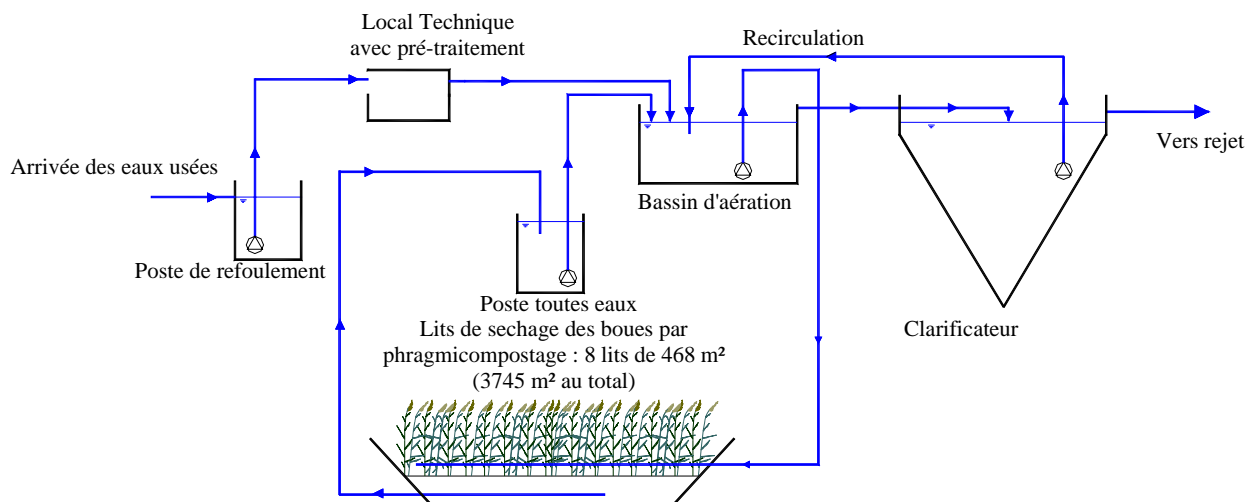 Local Technique
avec pré-traitement
Recirculation
Arrivée des eaux usées
Vers rejet
Bassin d'aération
Poste de refoulement
Poste toutes eaux
Clarificateur
Lits de sechage des boues par
phragmicompostage : 8 lits de 468 m²
(3745 m² au total)